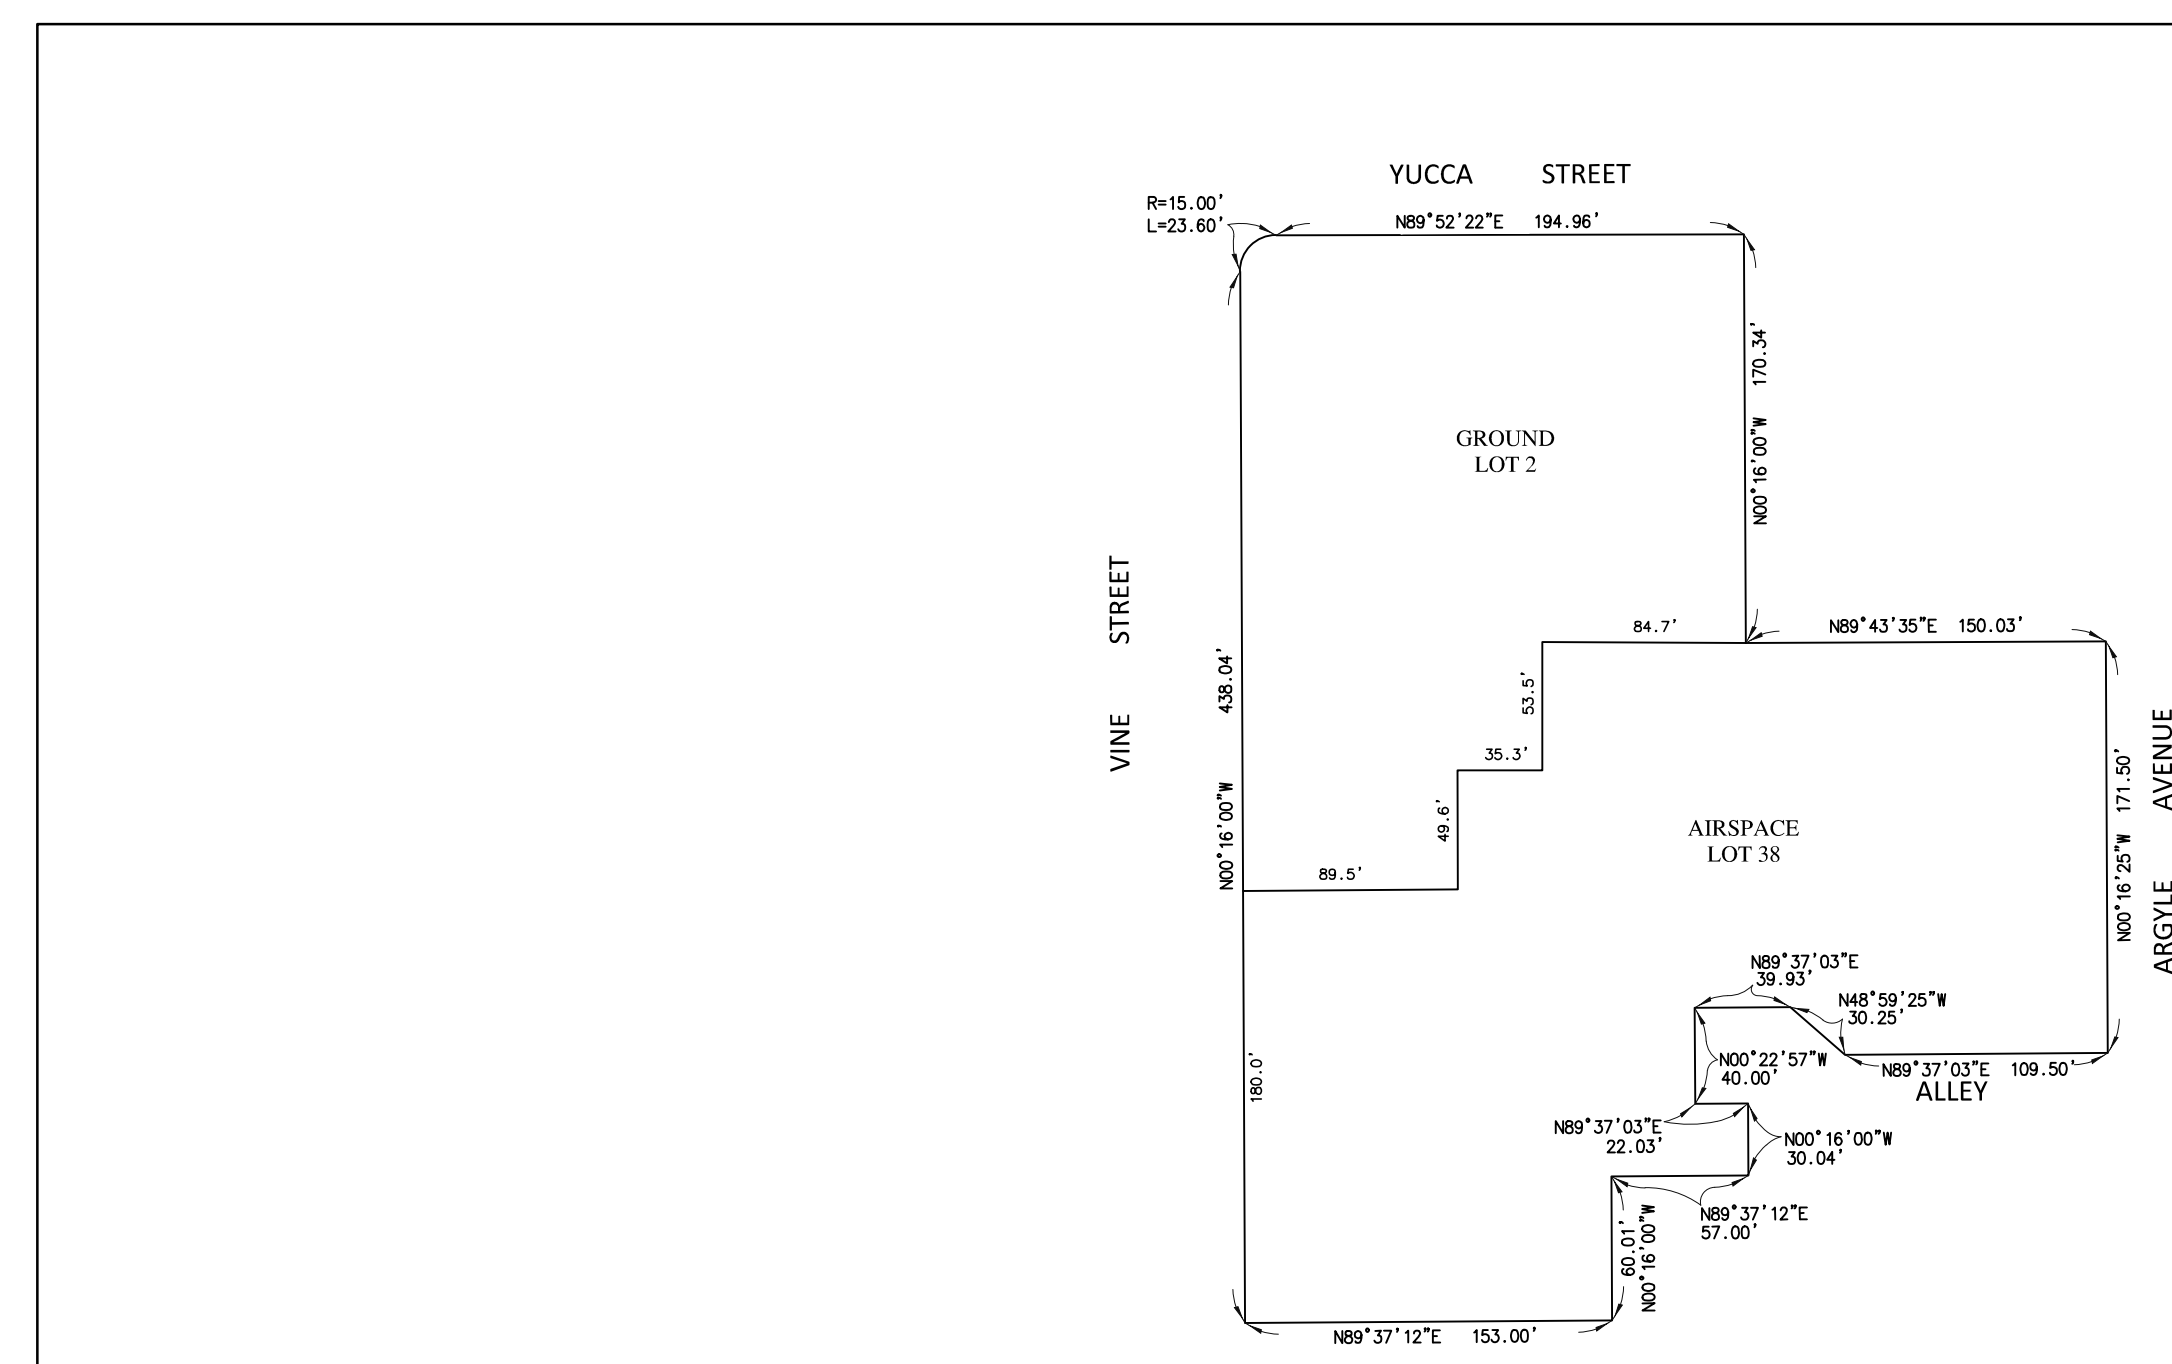 YUCCA STREET
R=15.00'
L=23.60'
N89°52'22"E 194.96'
N00°16'00"W 170.34'
GROUND
LOT 2
VINE STREET
N00°16'00"W 438.04'
84.7'
N89°43'35"E 150.03'
53.5'
35.3'
49.6'
89.5'
AIRSPACE
LOT 38
N00°16'25"W 171.50'
ARGYLE AVENUE
N89°37'03"E
39.93'
N48°59'25"W
30.25'
N00°22'57"W
40.00'
N89°37'03"E 109.50'
ALLEY
180.0'
N89°37'03"E
22.03'
N00°16'00"W
30.04'
N89°37'12"E
57.00'
60.01'
N00°16'00"W
N89°37'12"E 153.00'